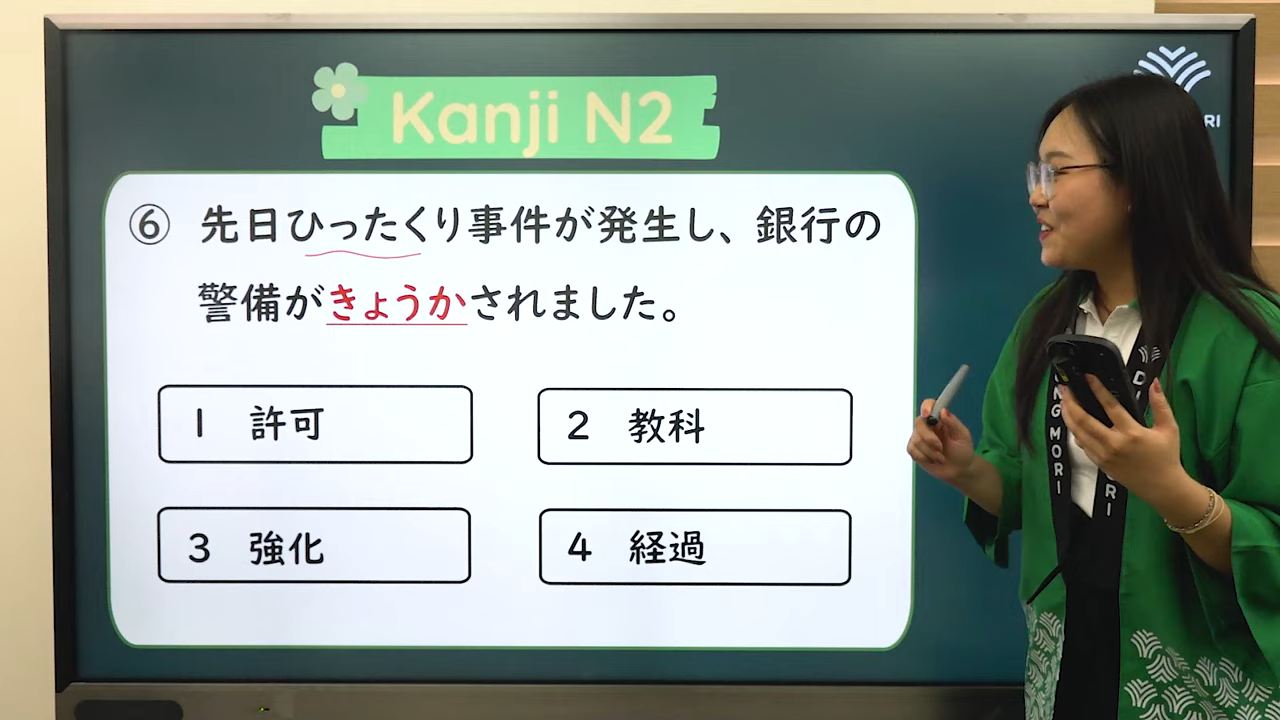 Kanji N2
⑥ 先日ひったくり事件が発生し、銀行の
警備がきょうかされました。
1 許可
2 教科
3 強化
4 経過
MORI